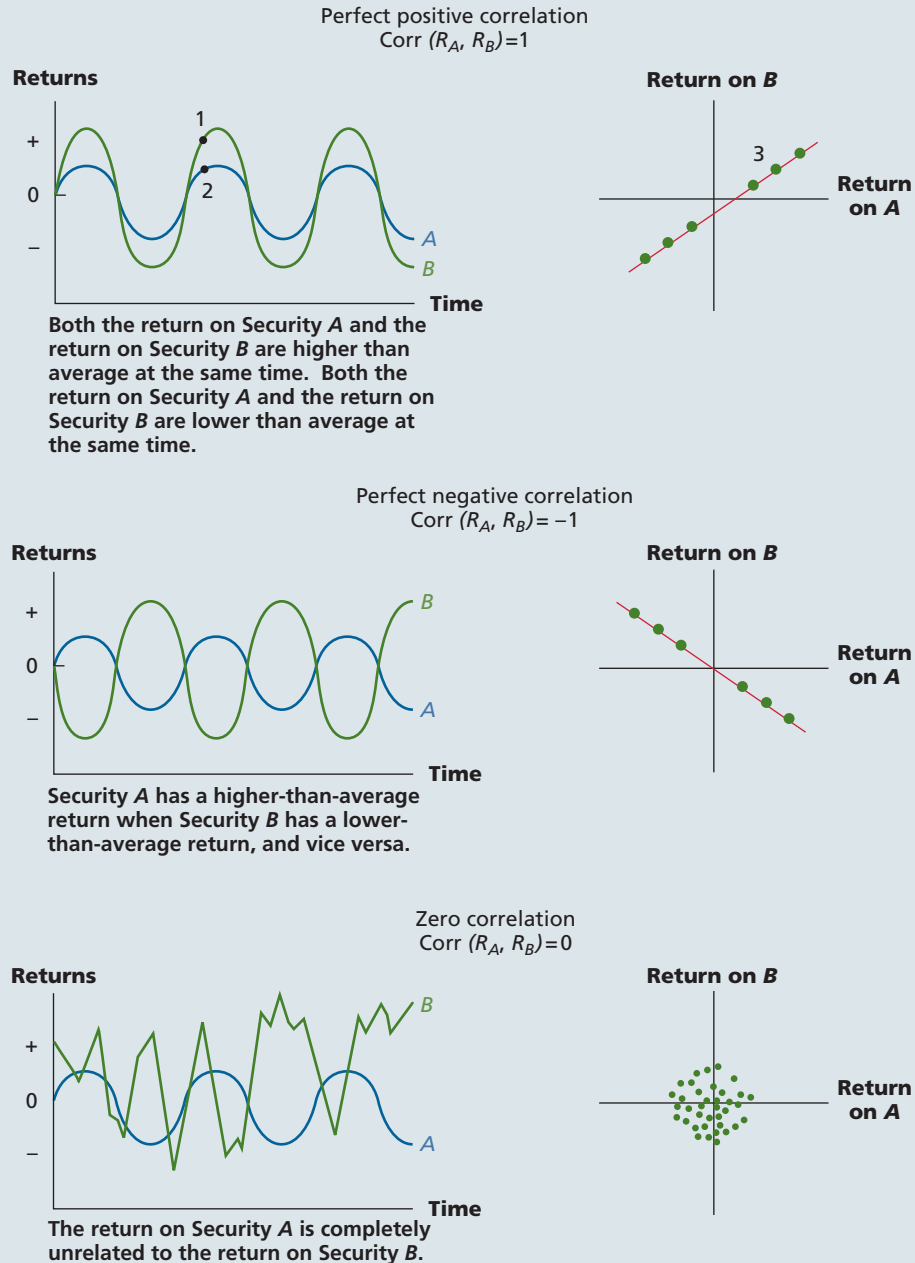 Perfect positive correlation
Corr (R_A, R_B)=1
Returns
+
0
–
1
2
A
B
Time
Return on B
3
Return
on A
Both the return on Security A and the
return on Security B are higher than
average at the same time. Both the
return on Security A and the return on
Security B are lower than average at
the same time.
Perfect negative correlation
Corr (R_A, R_B)= –1
Returns
+
0
–
B
A
Time
Return on B
Return
on A
Security A has a higher-than-average
return when Security B has a lower-
than-average return, and vice versa.
Zero correlation
Corr (R_A, R_B)=0
Returns
+
0
–
B
A
Time
Return on B
Return
on A
The return on Security A is completely
unrelated to the return on Security B.